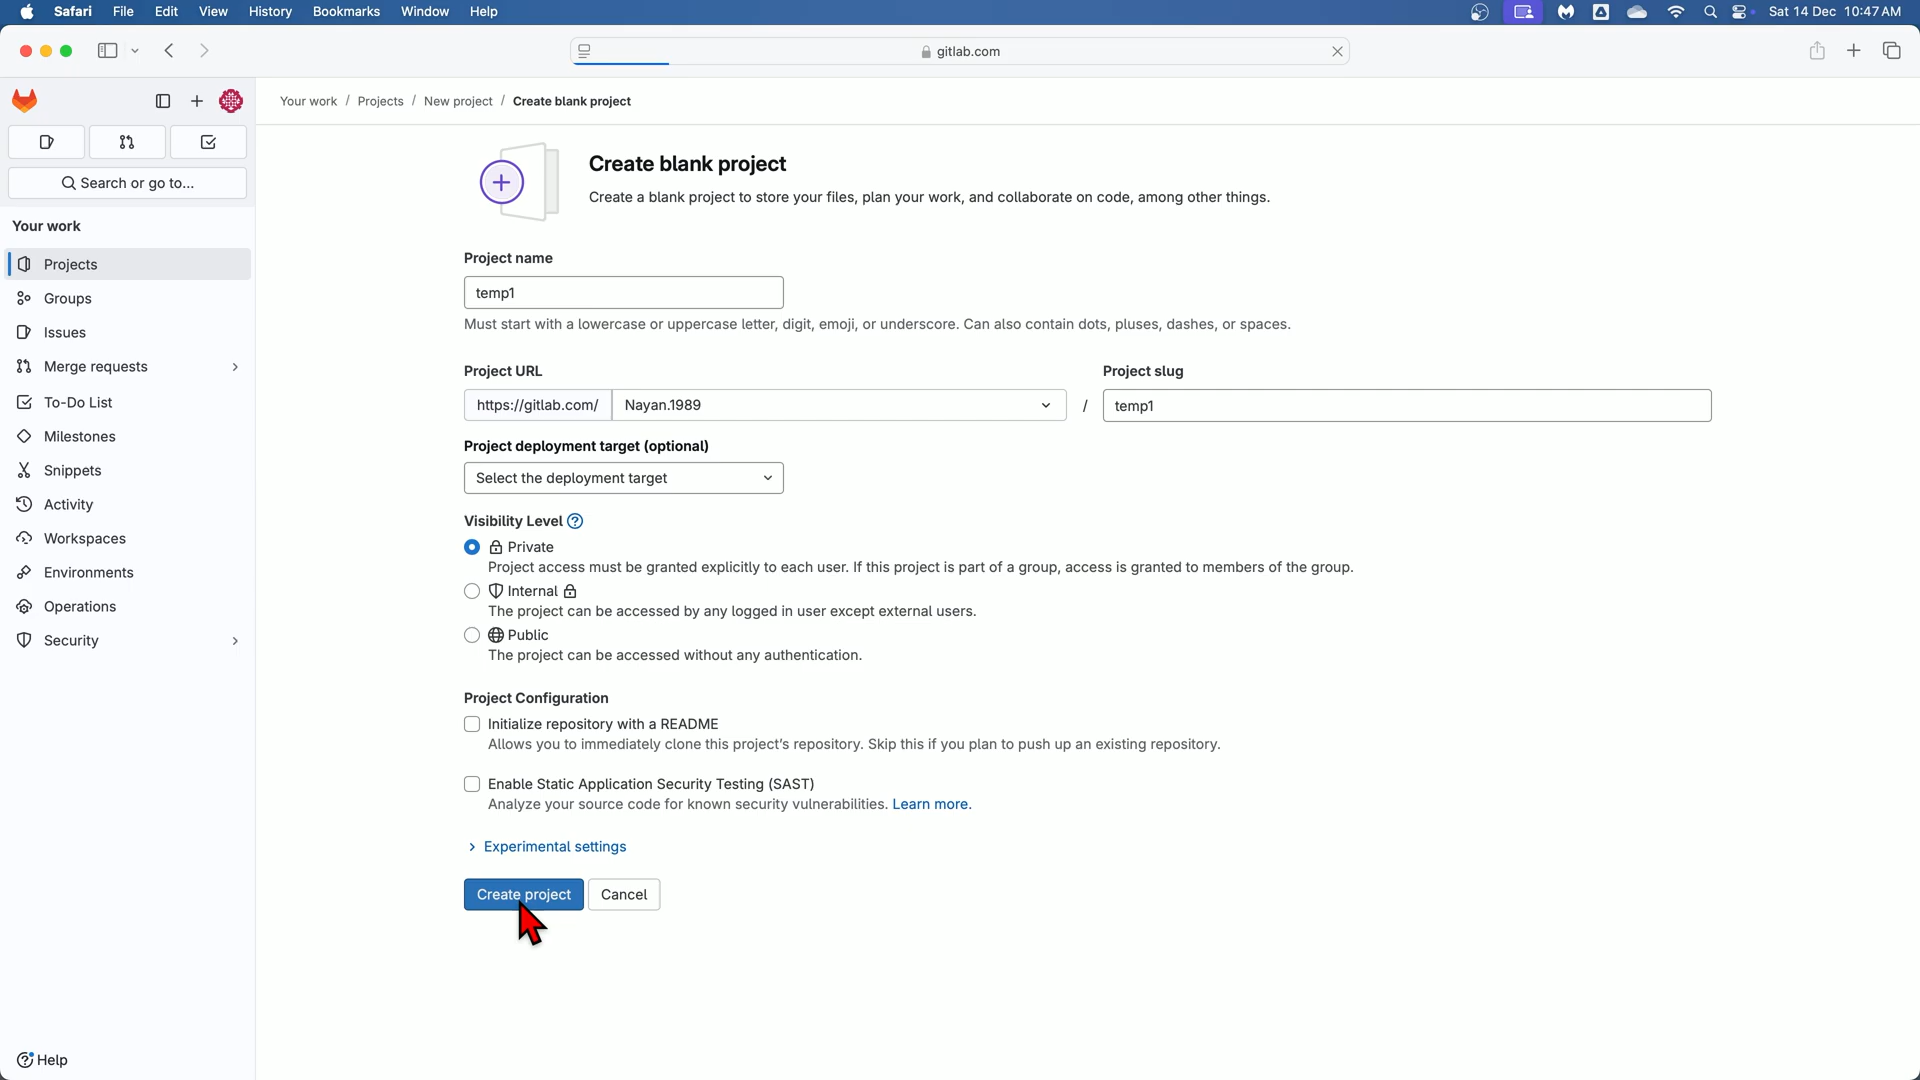 Safari File Edit View History Bookmarks Window Help Sat 14 Dec 10:47 AM
gitlab.com
Your work / Projects / New project / Create blank project
Search or go to...
Your work
Projects
Groups
Issues
Merge requests
To-Do List
Milestones
Snippets
Activity
Workspaces
Environments
Operations
Security
Help
Create blank project
Create a blank project to store your files, plan your work, and collaborate on code, among other things.
Project name
temp1
Must start with a lowercase or uppercase letter, digit, emoji, or underscore. Can also contain dots, pluses, dashes, or spaces.
Project URL
https://gitlab.com/ Nayan.1989
/
Project slug
temp1
Project deployment target (optional)
Select the deployment target
Visibility Level
Private
Project access must be granted explicitly to each user. If this project is part of a group, access is granted to members of the group.
Internal
The project can be accessed by any logged in user except external users.
Public
The project can be accessed without any authentication.
Project Configuration
Initialize repository with a README
Allows you to immediately clone this project's repository. Skip this if you plan to push up an existing repository.
Enable Static Application Security Testing (SAST)
Analyze your source code for known security vulnerabilities. Learn more.
Experimental settings
Create project Cancel